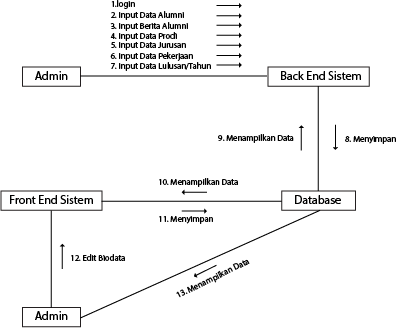 1.login
2. Input Data Alumni
3. Input Berita Alumni
4. Input Data Prodi
5. Input Data Jurusan
6. Input Data Pekerjaan
7. Input Data Lulusan/Tahun
Admin
Back End Sistem
9. Menampilkan Data
8. Menyimpan
10. Menampilkan Data
Front End Sistem
Database
11. Menyimpan
12. Edit Biodata
13. Menampilkan Data
Admin